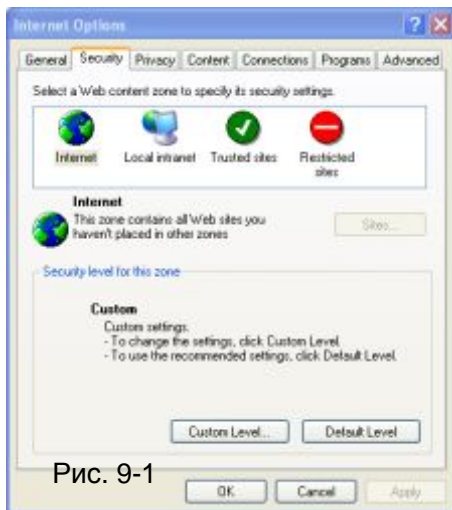 Internet Options
General Security Privacy Content Connections Programs Advanced
Select a Web content zone to specify its security settings.
Internet Local intranet Trusted sites Restricted
sites
Internet
This zone contains all Web sites you
haven't placed in other zones
Sites...
Security level for this zone
Custom
Custom settings.
- To change the settings, click Custom Level.
- To use the recommended settings, click Default Level.
Custom Level... Default Level
Рис. 9-1
OK Cancel Apply